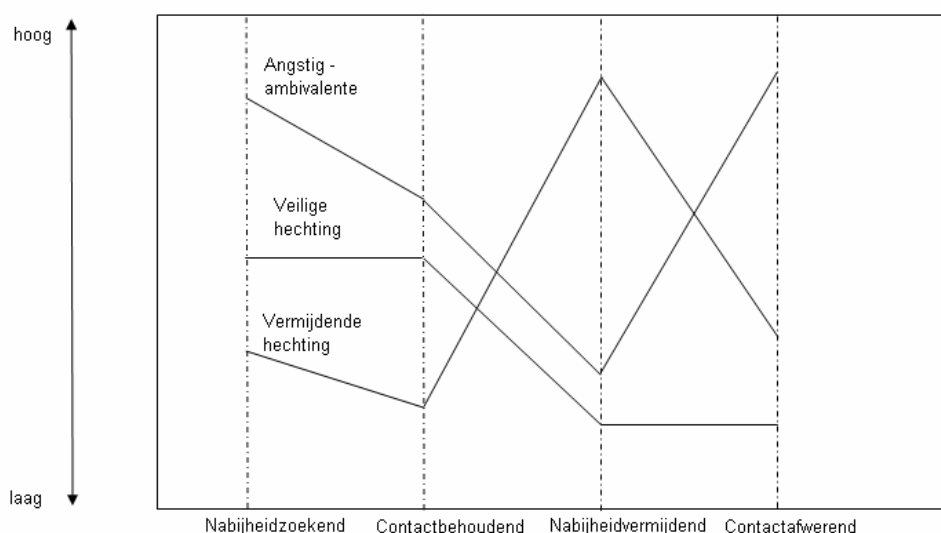 hoog
Angstig -
ambivalente
Veilige
hechting
Vermijdende
hechting
laag
Nabijheidzoekend
Contactbehoudend
Nabijheidvermijdend
Contactafwerend